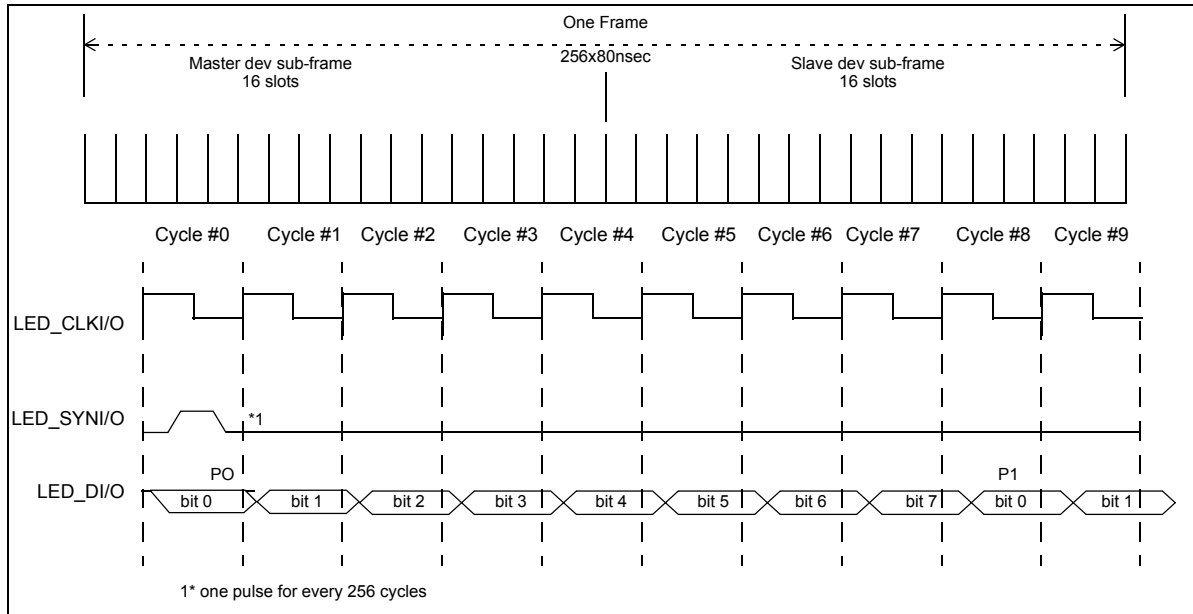 One Frame
256x80nsec
Master dev sub-frame
16 slots
Slave dev sub-frame
16 slots
Cycle #0 Cycle #1 Cycle #2 Cycle #3 Cycle #4 Cycle #5 Cycle #6 Cycle #7 Cycle #8 Cycle #9
LED_CLKI/O
LED_SYNI/O *1
PO P1
LED_DI/O bit 0 bit 1 bit 2 bit 3 bit 4 bit 5 bit 6 bit 7 bit 0 bit 1
1* one pulse for every 256 cycles